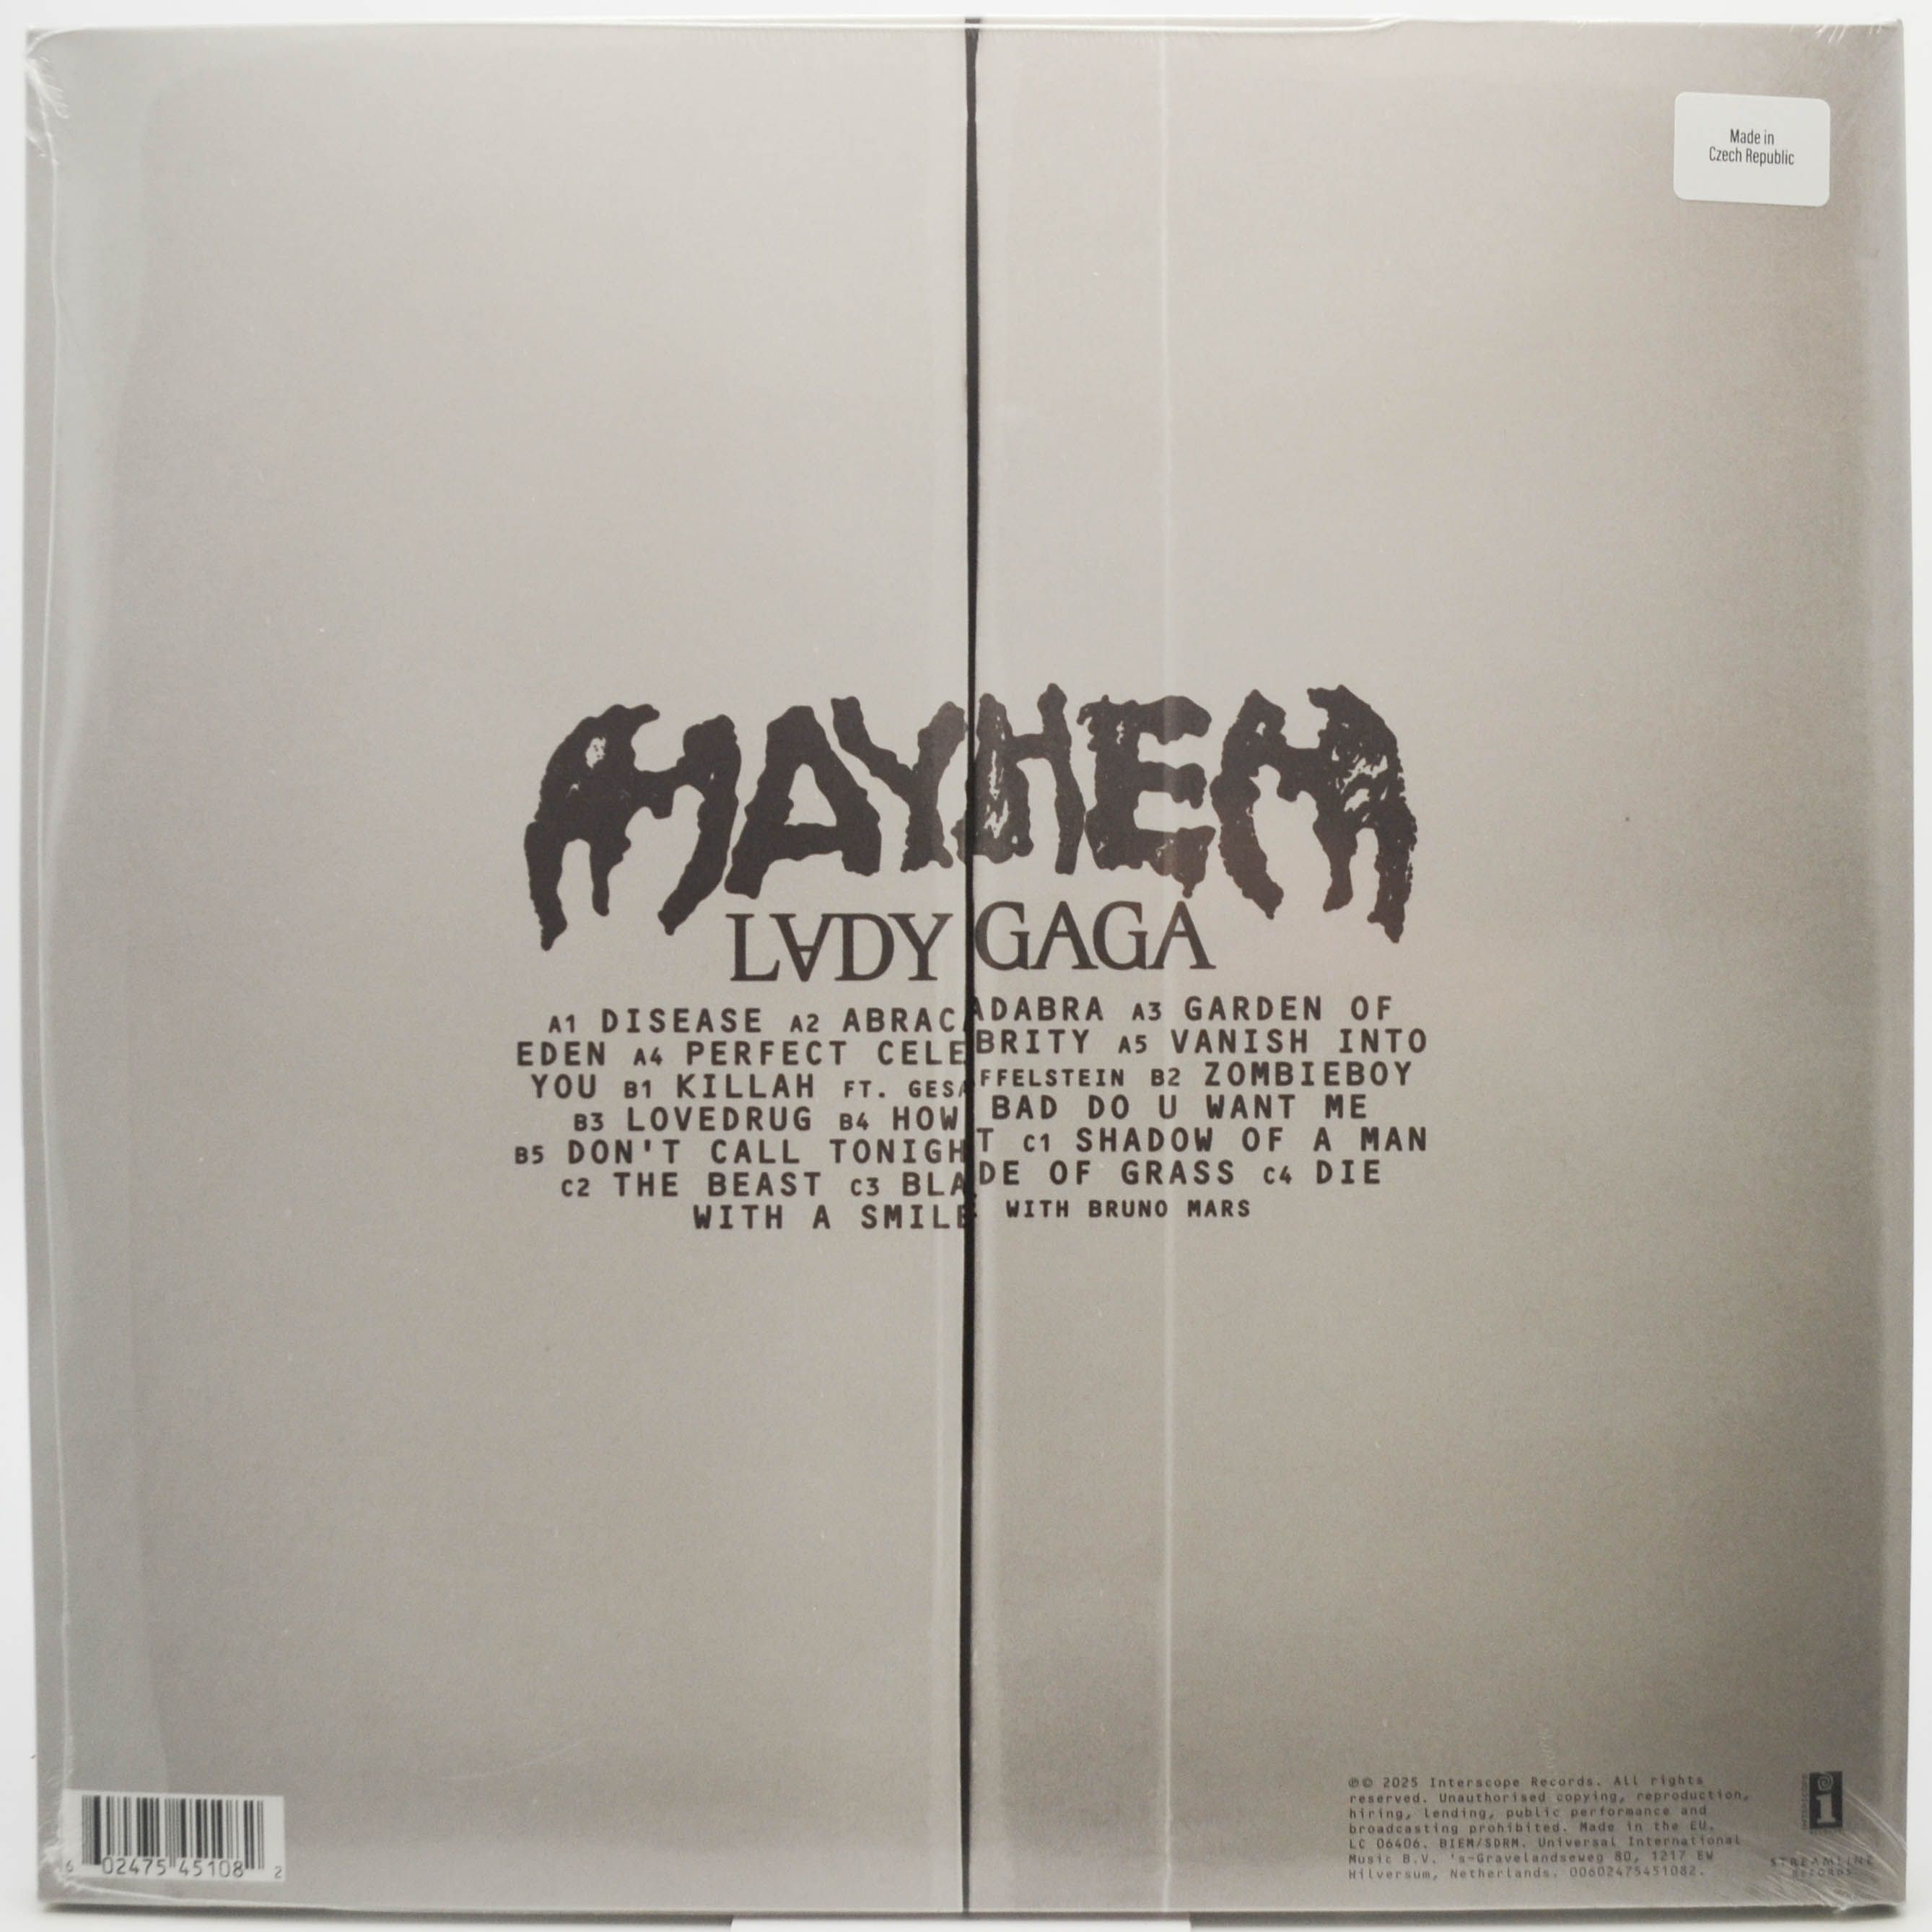 Made in
Czech Republic
MAYHEM
LADY GAGA
A1 DISEASE A2 ABRACADABRA A3 GARDEN OF
EDEN A4 PERFECT CELEBRITY A5 VANISH INTO
YOU B1 KILLAH FT. GESAFFELSTEIN B2 ZOMBIEBOY
B3 LOVEDRUG B4 HOW BAD DO U WANT ME
B5 DON'T CALL TONIGHT C1 SHADOW OF A MAN
C2 THE BEAST C3 BLADE OF GRASS C4 DIE
WITH A SMILE WITH BRUNO MARS
6 02475 45108 2
℗© 2025 Interscope Records. All rights
reserved. Unauthorised copying, reproduction,
hiring, lending, public performance and
broadcasting prohibited. Made in the EU.
LC 06406. BIEM/SDRM. Universal International
Music B.V. 's-Gravelandseweg 80, 1217 EW
Hilversum, Netherlands. 00602475451082.
i
STREAMLINE
RECORDS